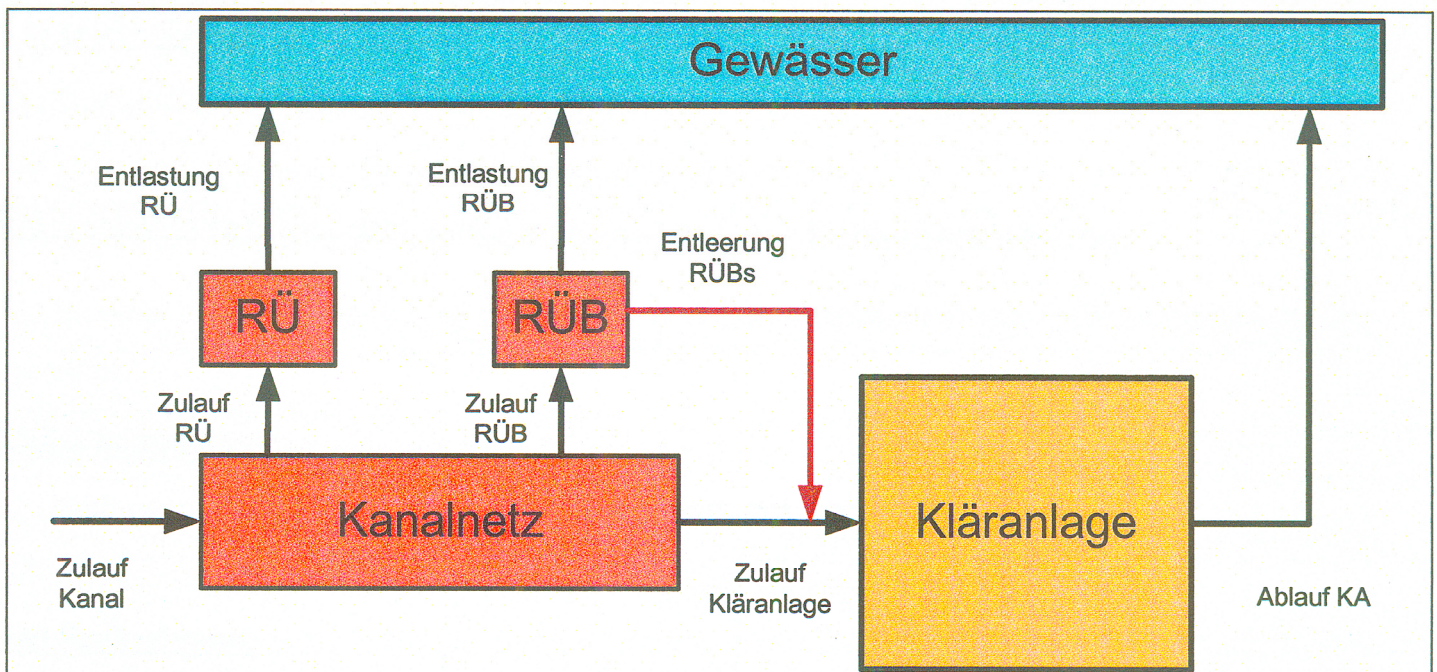 Gewässer
Entlastung
RÜ
Entlastung
RÜB
Entleerung
RÜBs
RÜ
RÜB
Zulauf
RÜ
Zulauf
RÜB
Kanalnetz
Kläranlage
Zulauf
Kanal
Zulauf
Kläranlage
Ablauf KA